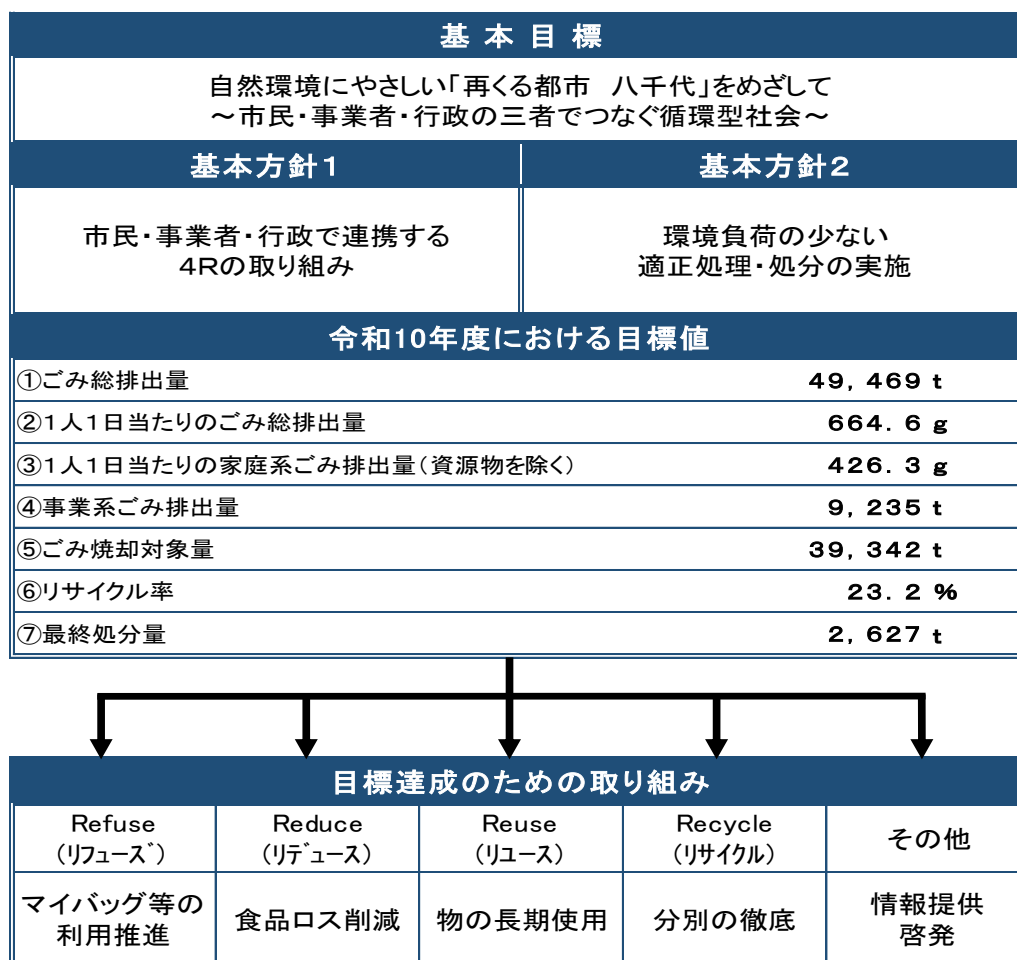 基本目標
自然環境にやさしい「再くる都市　八千代」をめざして
～市民・事業者・行政の三者でつなぐ循環型社会～
基本方針１
基本方針２
市民・事業者・行政で連携する
４Rの取り組み
環境負荷の少ない
適正処理・処分の実施
令和10年度における目標値
①ごみ総排出量 49,469 t
②１人１日当たりのごみ総排出量 664.6 g
③１人１日当たりの家庭系ごみ排出量（資源物を除く） 426.3 g
④事業系ごみ排出量 9,235 t
⑤ごみ焼却対象量 39,342 t
⑥リサイクル率 23.2 %
⑦最終処分量 2,627 t
目標達成のための取り組み
Refuse
（リフューズ）
Reduce
（リデュース）
Reuse
（リユース）
Recycle
（リサイクル）
その他
マイバッグ等の
利用推進
食品ロス削減
物の長期使用
分別の徹底
情報提供
啓発